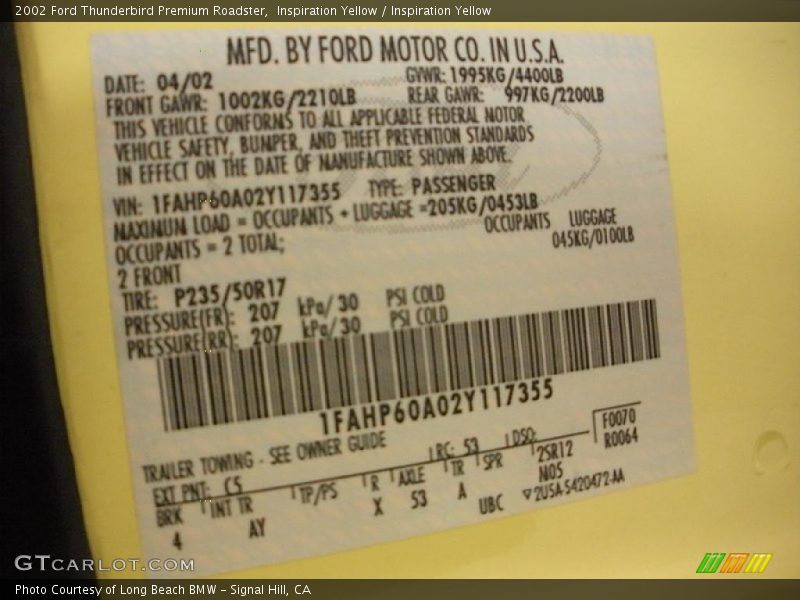 2002 Ford Thunderbird Premium Roadster,  Inspiration Yellow / Inspiration Yellow
MFD. BY FORD MOTOR CO. IN U.S.A.
DATE: 04/02 GVWR: 1995KG/4400LB
FRONT GAWR: 1002KG/2210LB REAR GAWR: 997KG/2200LB
THIS VEHICLE CONFORMS TO ALL APPLICABLE FEDERAL MOTOR
VEHICLE SAFETY, BUMPER, AND THEFT PREVENTION STANDARDS
IN EFFECT ON THE DATE OF MANUFACTURE SHOWN ABOVE.
VIN: 1FAHP60A02Y117355 TYPE: PASSENGER
MAXIMUM LOAD = OCCUPANTS + LUGGAGE =205KG/0453LB
OCCUPANTS = 2 TOTAL; OCCUPANTS LUGGAGE
2 FRONT 045KG/0100LB
TIRE: P235/50R17
PRESSURE(FR): 207 kPa/ 30 PSI COLD
PRESSURE(RR): 207 kPa/ 30 PSI COLD
1FAHP60A02Y117355
TRAILER TOWING - SEE OWNER GUIDE
EXT PNT: CS RC: 53 DSO: F0070
BRK INT TR TP/PS R AXLE TR SPR 2SR12 R0064
4 AY X 53 A N05
UBC ▽2USA-5420472-AA
GTCARLOT.COM
Photo Courtesy of Long Beach BMW – Signal Hill, CA